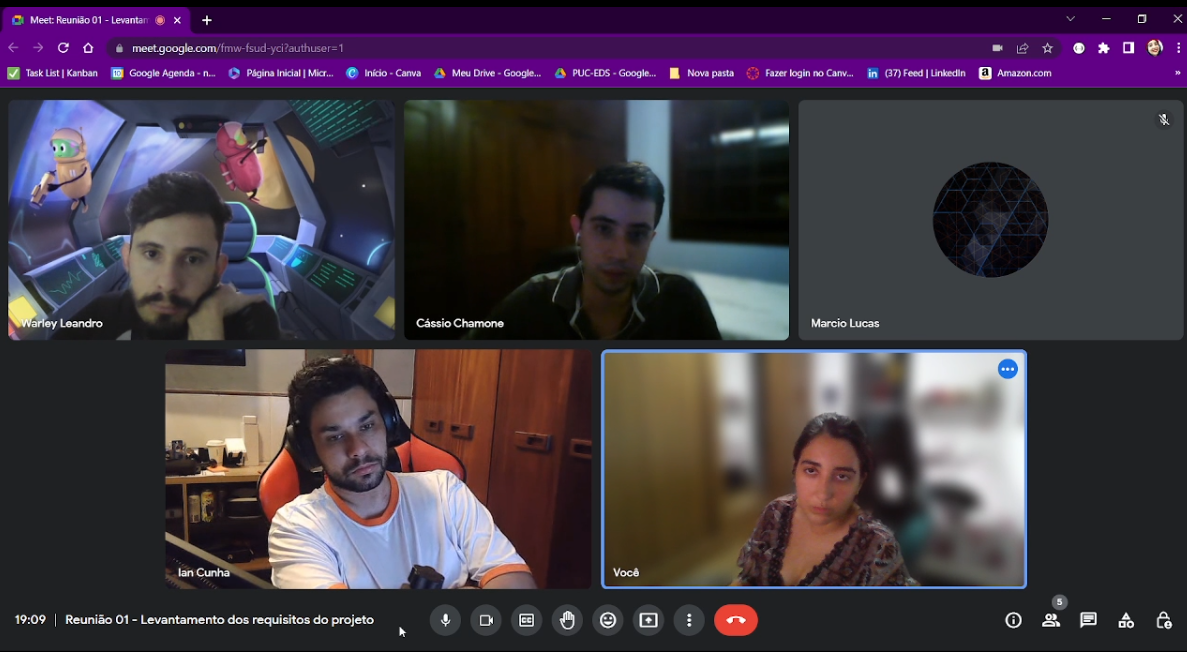 Meet: Reunião 01 - Levantam
meet.google.com/fmw-fsud-yci?authuser=1
Task List | Kanban
Google Agenda - n...
Página Inicial | Micr...
Início - Canva
Meu Drive - Google...
PUC-EDS - Google...
Nova pasta
Fazer login no Canv...
(37) Feed | LinkedIn
Amazon.com
»
Warley Leandro
Cássio Chamone
Marcio Lucas
Ian Cunha
Você
5
19:09 | Reunião 01 - Levantamento dos requisitos do projeto